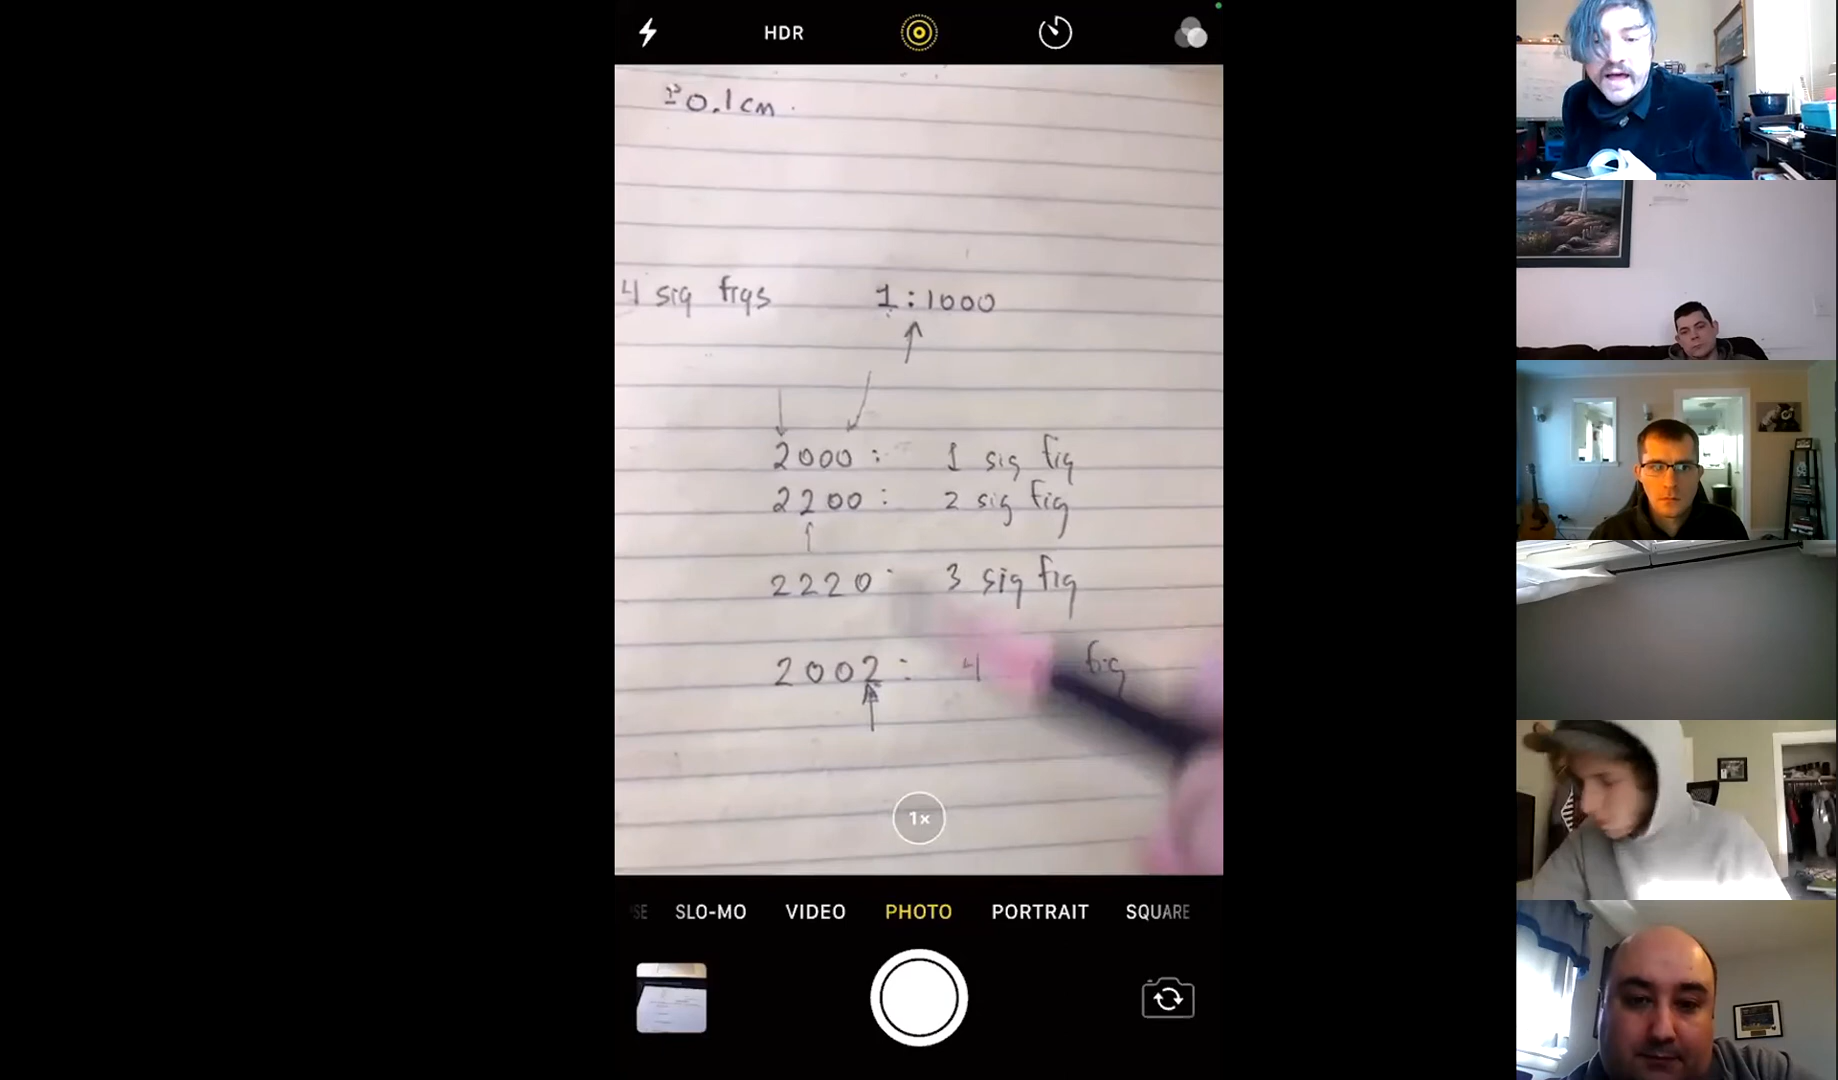 HDR
±0.1cm.
4 sig figs 1:1000
2000: 1 sig fig
2200: 2 sig fig
2220: 3 sig fig
2002: 4 fig
1×
SLO-MO VIDEO PHOTO PORTRAIT SQUARE